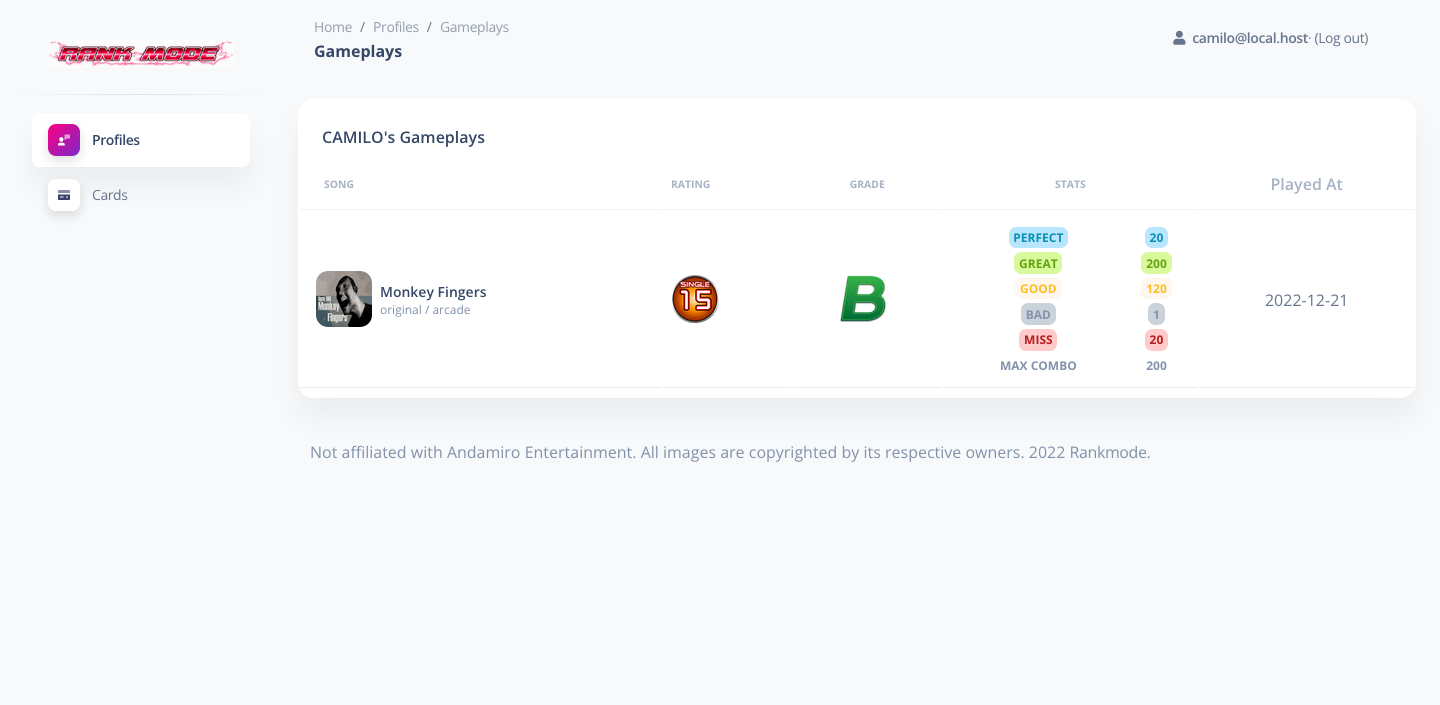 RANK MODE
Home / Profiles / Gameplays
Gameplays
camilo@local.host· (Log out)
Profiles
Cards
CAMILO's Gameplays
SONG RATING GRADE STATS Played At
Monkey Fingers
original / arcade
Monkey
Fingers
SINGLE
15
B
PERFECT 20
GREAT 200
GOOD 120
BAD 1
MISS 20
MAX COMBO 200
2022-12-21
Not affiliated with Andamiro Entertainment. All images are copyrighted by its respective owners. 2022 Rankmode.